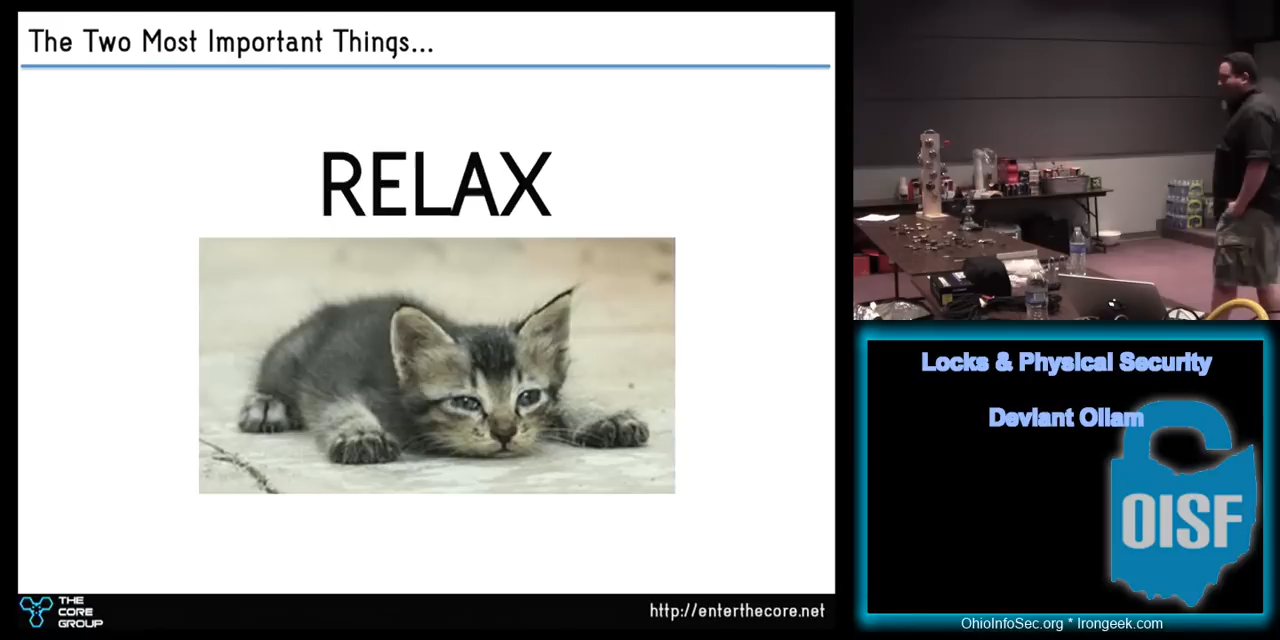 The Two Most Important Things...
RELAX
THE
CORE
GROUP
http://enterthecore.net
Locks & Physical Security
Deviant Ollam
OISF
OhioInfoSec.org * Irongeek.com